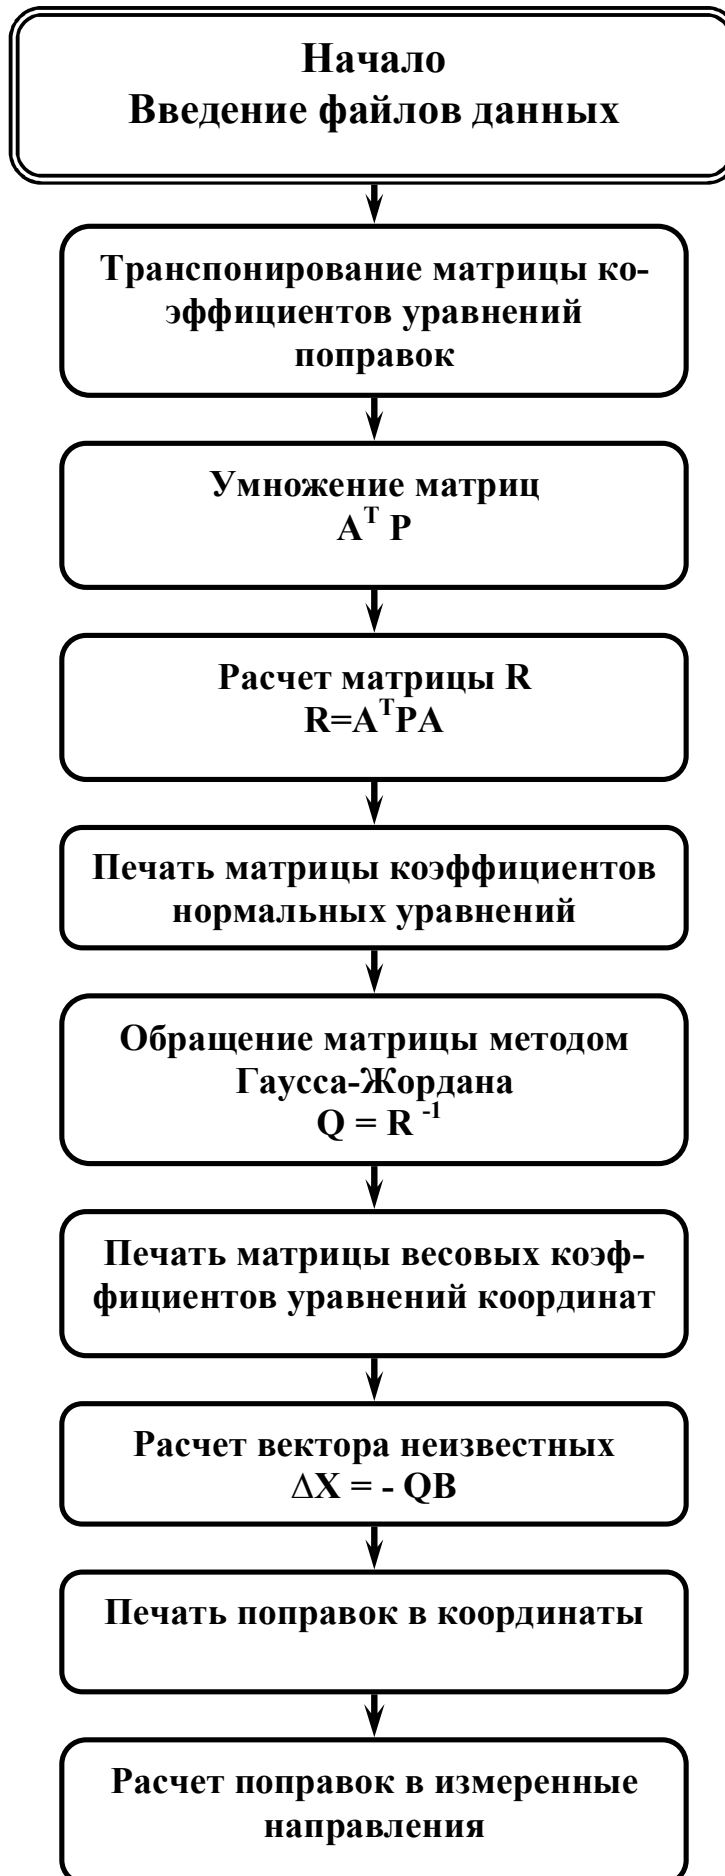 Начало
Введение файлов данных
Транспонирование матрицы ко-
эффициентов уравнений
поправок
Умножение матриц
A^T P
Расчет матрицы R
R=A^TPA
Печать матрицы коэффициентов
нормальных уравнений
Обращение матрицы методом
Гаусса-Жордана
Q = R ^-1
Печать матрицы весовых коэф-
фициентов уравнений координат
Расчет вектора неизвестных
ΔX = - QB
Печать поправок в координаты
Расчет поправок в измеренные
направления